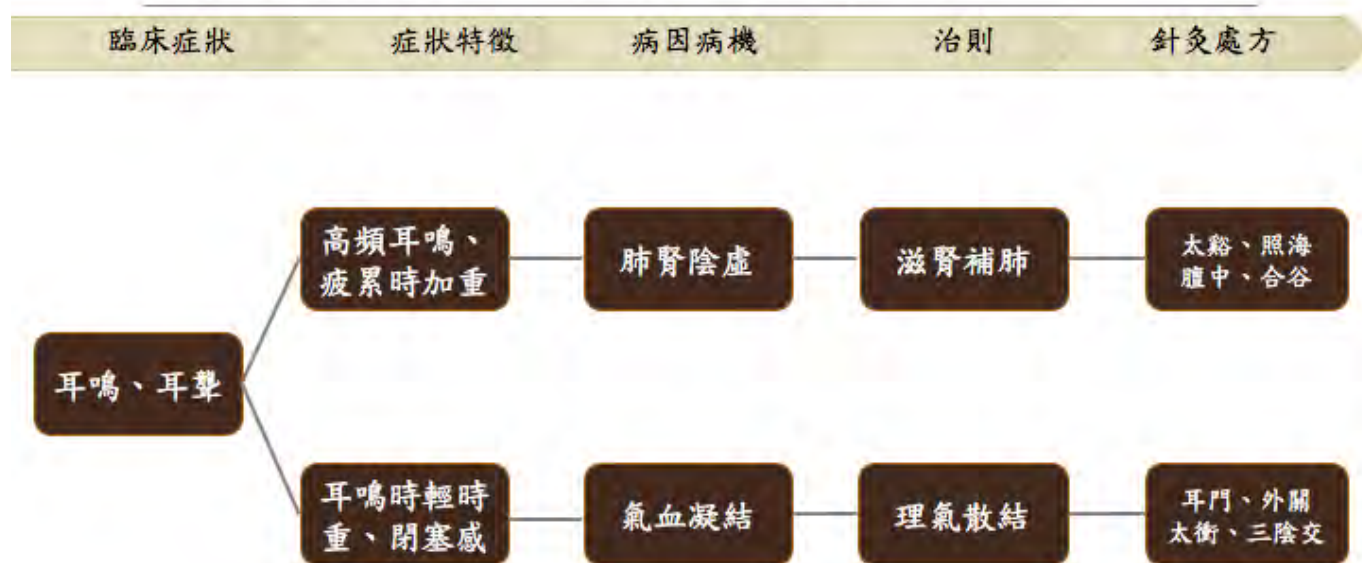 臨床症狀
症狀特徵
病因病機
治則
針灸處方
耳鳴、耳聾
高頻耳鳴、
疲累時加重
肺腎陰虛
滋腎補肺
太谿、照海
膻中、合谷
耳鳴時輕時
重、閉塞感
氣血凝結
理氣散結
耳門、外關
太衝、三陰交